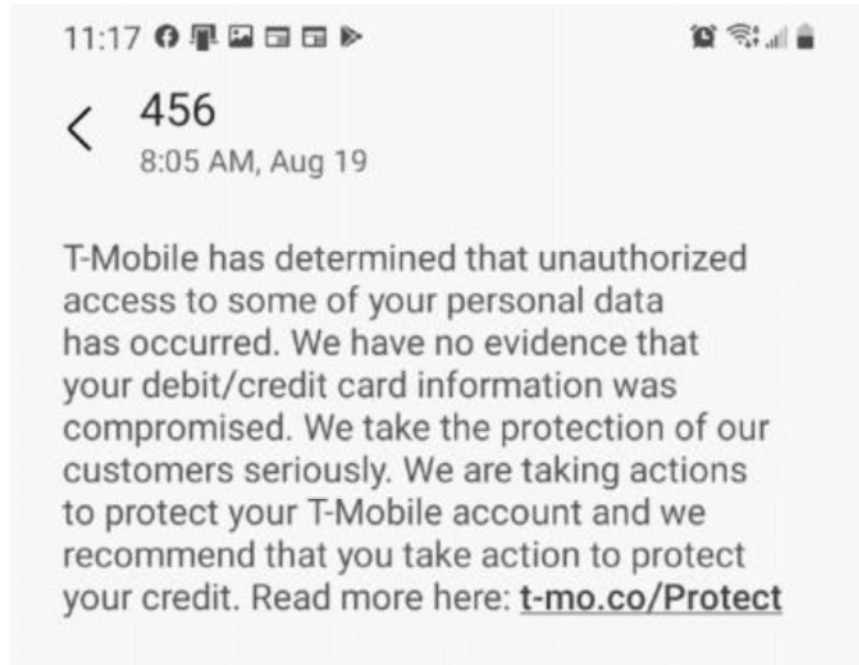 11:17
456
8:05 AM, Aug 19
T-Mobile has determined that unauthorized
access to some of your personal data
has occurred. We have no evidence that
your debit/credit card information was
compromised. We take the protection of our
customers seriously. We are taking actions
to protect your T-Mobile account and we
recommend that you take action to protect
your credit. Read more here: t-mo.co/Protect